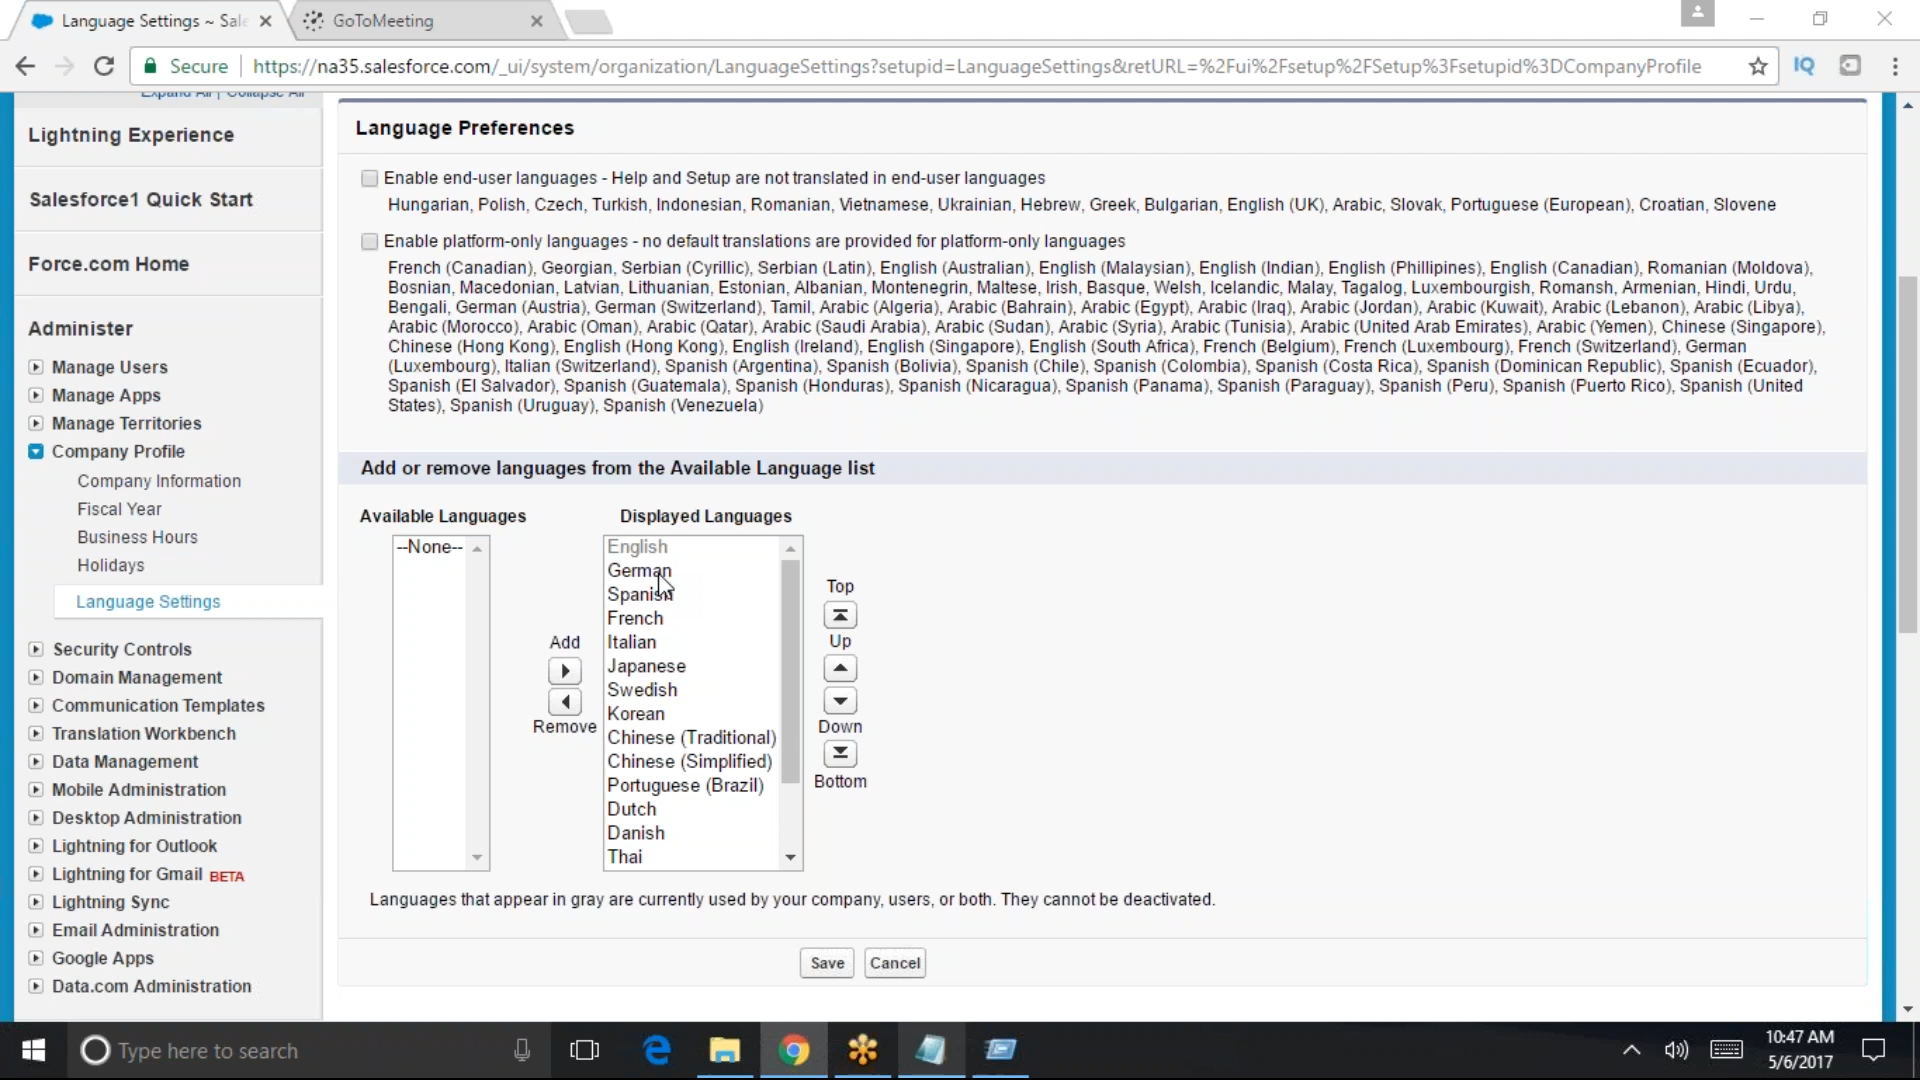 Language Settings ~ Sale
GoToMeeting
Secure
https://na35.salesforce.com/_ui/system/organization/LanguageSettings?setupid=LanguageSettings&retURL=%2Fui%2Fsetup%2FSetup%3Fsetupid%3DCompanyProfile
IQ
Expand All | Collapse All
Lightning Experience
Salesforce1 Quick Start
Force.com Home
Administer
Manage Users
Manage Apps
Manage Territories
Company Profile
Company Information
Fiscal Year
Business Hours
Holidays
Language Settings
Security Controls
Domain Management
Communication Templates
Translation Workbench
Data Management
Mobile Administration
Desktop Administration
Lightning for Outlook
Lightning for Gmail BETA
Lightning Sync
Email Administration
Google Apps
Data.com Administration
Language Preferences
Enable end-user languages - Help and Setup are not translated in end-user languages
Hungarian, Polish, Czech, Turkish, Indonesian, Romanian, Vietnamese, Ukrainian, Hebrew, Greek, Bulgarian, English (UK), Arabic, Slovak, Portuguese (European), Croatian, Slovene
Enable platform-only languages - no default translations are provided for platform-only languages
French (Canadian), Georgian, Serbian (Cyrillic), Serbian (Latin), English (Australian), English (Malaysian), English (Indian), English (Phillipines), English (Canadian), Romanian (Moldova),
Bosnian, Macedonian, Latvian, Lithuanian, Estonian, Albanian, Montenegrin, Maltese, Irish, Basque, Welsh, Icelandic, Malay, Tagalog, Luxembourgish, Romansh, Armenian, Hindi, Urdu,
Bengali, German (Austria), German (Switzerland), Tamil, Arabic (Algeria), Arabic (Bahrain), Arabic (Egypt), Arabic (Iraq), Arabic (Jordan), Arabic (Kuwait), Arabic (Lebanon), Arabic (Libya),
Arabic (Morocco), Arabic (Oman), Arabic (Qatar), Arabic (Saudi Arabia), Arabic (Sudan), Arabic (Syria), Arabic (Tunisia), Arabic (United Arab Emirates), Arabic (Yemen), Chinese (Singapore),
Chinese (Hong Kong), English (Hong Kong), English (Ireland), English (Singapore), English (South Africa), French (Belgium), French (Luxembourg), French (Switzerland), German
(Luxembourg), Italian (Switzerland), Spanish (Argentina), Spanish (Bolivia), Spanish (Chile), Spanish (Colombia), Spanish (Costa Rica), Spanish (Dominican Republic), Spanish (Ecuador),
Spanish (El Salvador), Spanish (Guatemala), Spanish (Honduras), Spanish (Nicaragua), Spanish (Panama), Spanish (Paraguay), Spanish (Peru), Spanish (Puerto Rico), Spanish (United
States), Spanish (Uruguay), Spanish (Venezuela)
Add or remove languages from the Available Language list
Available Languages
--None--
Add
Remove
Displayed Languages
English
German
Spanish
French
Italian
Japanese
Swedish
Korean
Chinese (Traditional)
Chinese (Simplified)
Portuguese (Brazil)
Dutch
Danish
Thai
Top
Up
Down
Bottom
Languages that appear in gray are currently used by your company, users, or both. They cannot be deactivated.
Save
Cancel
Type here to search
10:47 AM
5/6/2017